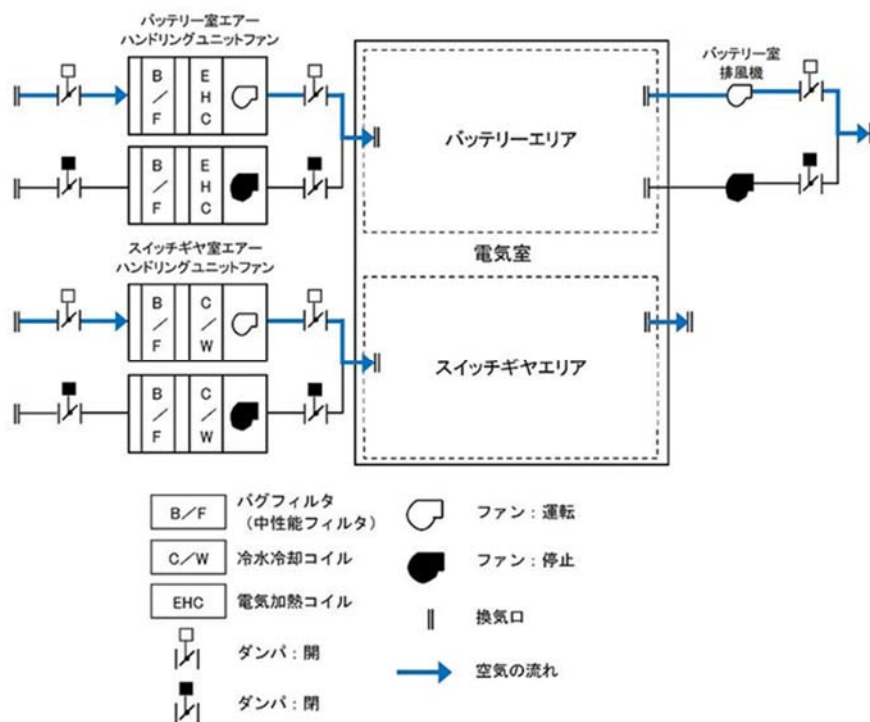 バッテリー室エアー
ハンドリングユニットファン
B/F
EHC
B/F
EHC
バッテリーエリア
バッテリー室
排風機
電気室
スイッチギヤ室エアー
ハンドリングユニットファン
B/F
C/W
B/F
C/W
スイッチギヤエリア
B/F
バグフィルタ
(中性能フィルタ)
C/W
冷水冷却コイル
EHC
電気加熱コイル
ダンパ:開
ダンパ:閉
ファン:運転
ファン:停止
換気口
空気の流れ